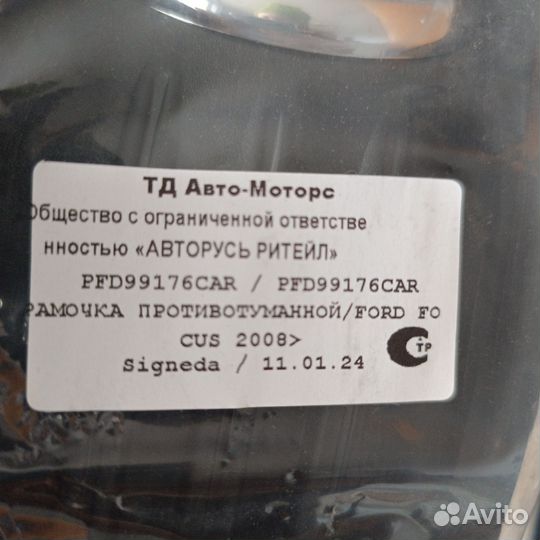 ТД Авто-Моторс
Общество с ограниченной ответстве
нностью «АВТОРУСЬ РИТЕЙЛ»
PFD99176CAR / PFD99176CAR
РАМОЧКА ПРОТИВОТУМАННОЙ/FORD FO
CUS 2008>
Signeda / 11.01.24
СТР
Avito